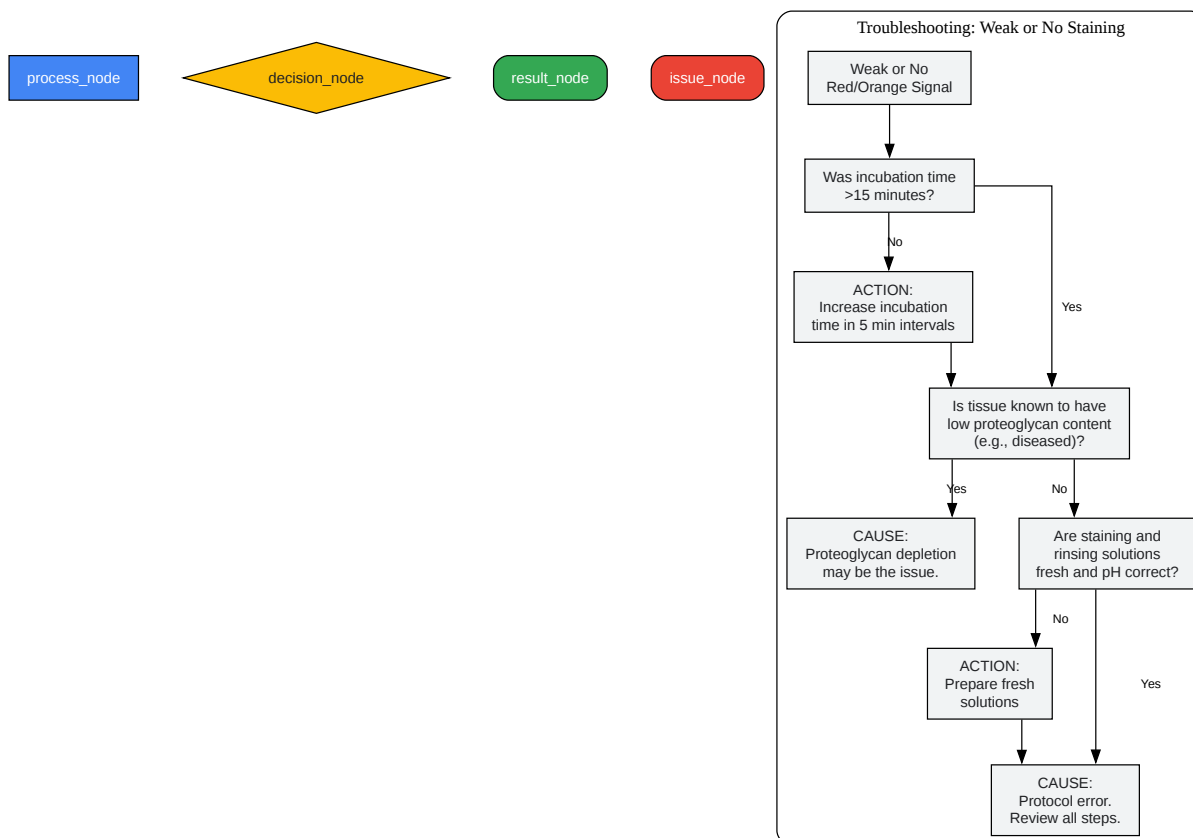 process_node
decision_node
result_node
issue_node
Troubleshooting: Weak or No Staining
Weak or No
Red/Orange Signal
Was incubation time
>15 minutes?
No
ACTION:
Increase incubation
time in 5 min intervals
Yes
Is tissue known to have
low proteoglycan content
(e.g., diseased)?
Yes
No
CAUSE:
Proteoglycan depletion
may be the issue.
Are staining and
rinsing solutions
fresh and pH correct?
No
ACTION:
Prepare fresh
solutions
Yes
CAUSE:
Protocol error.
Review all steps.